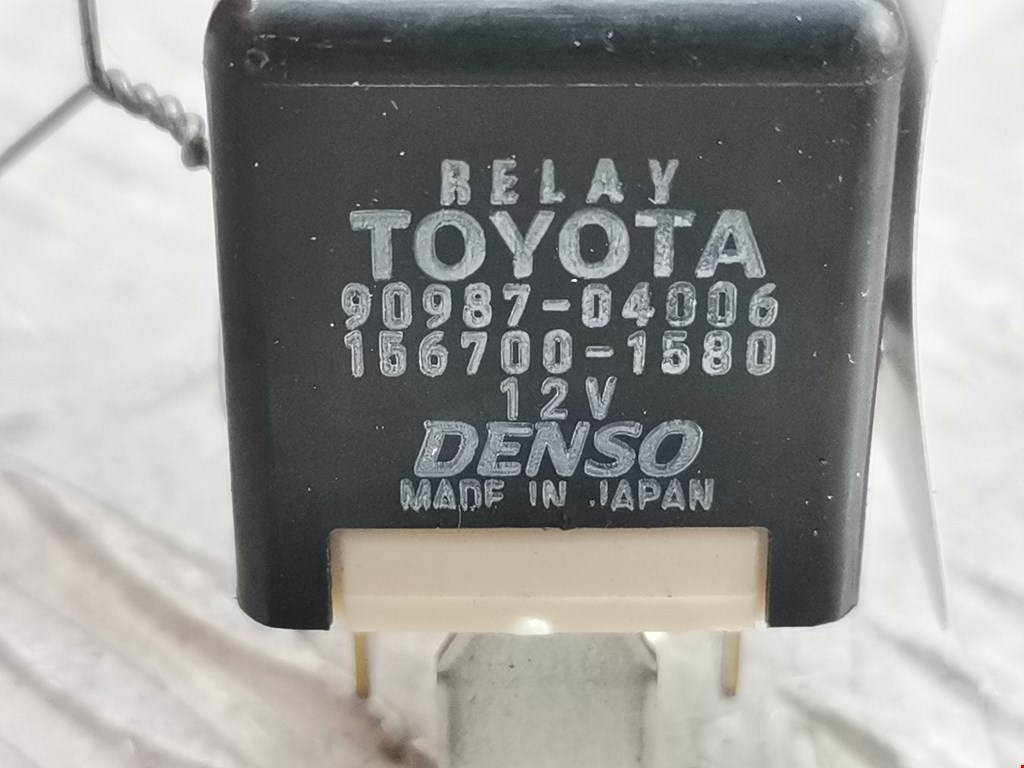 RELAY
TOYOTA
90987-04006
156700-1580
12V
DENSO
MADE IN JAPAN